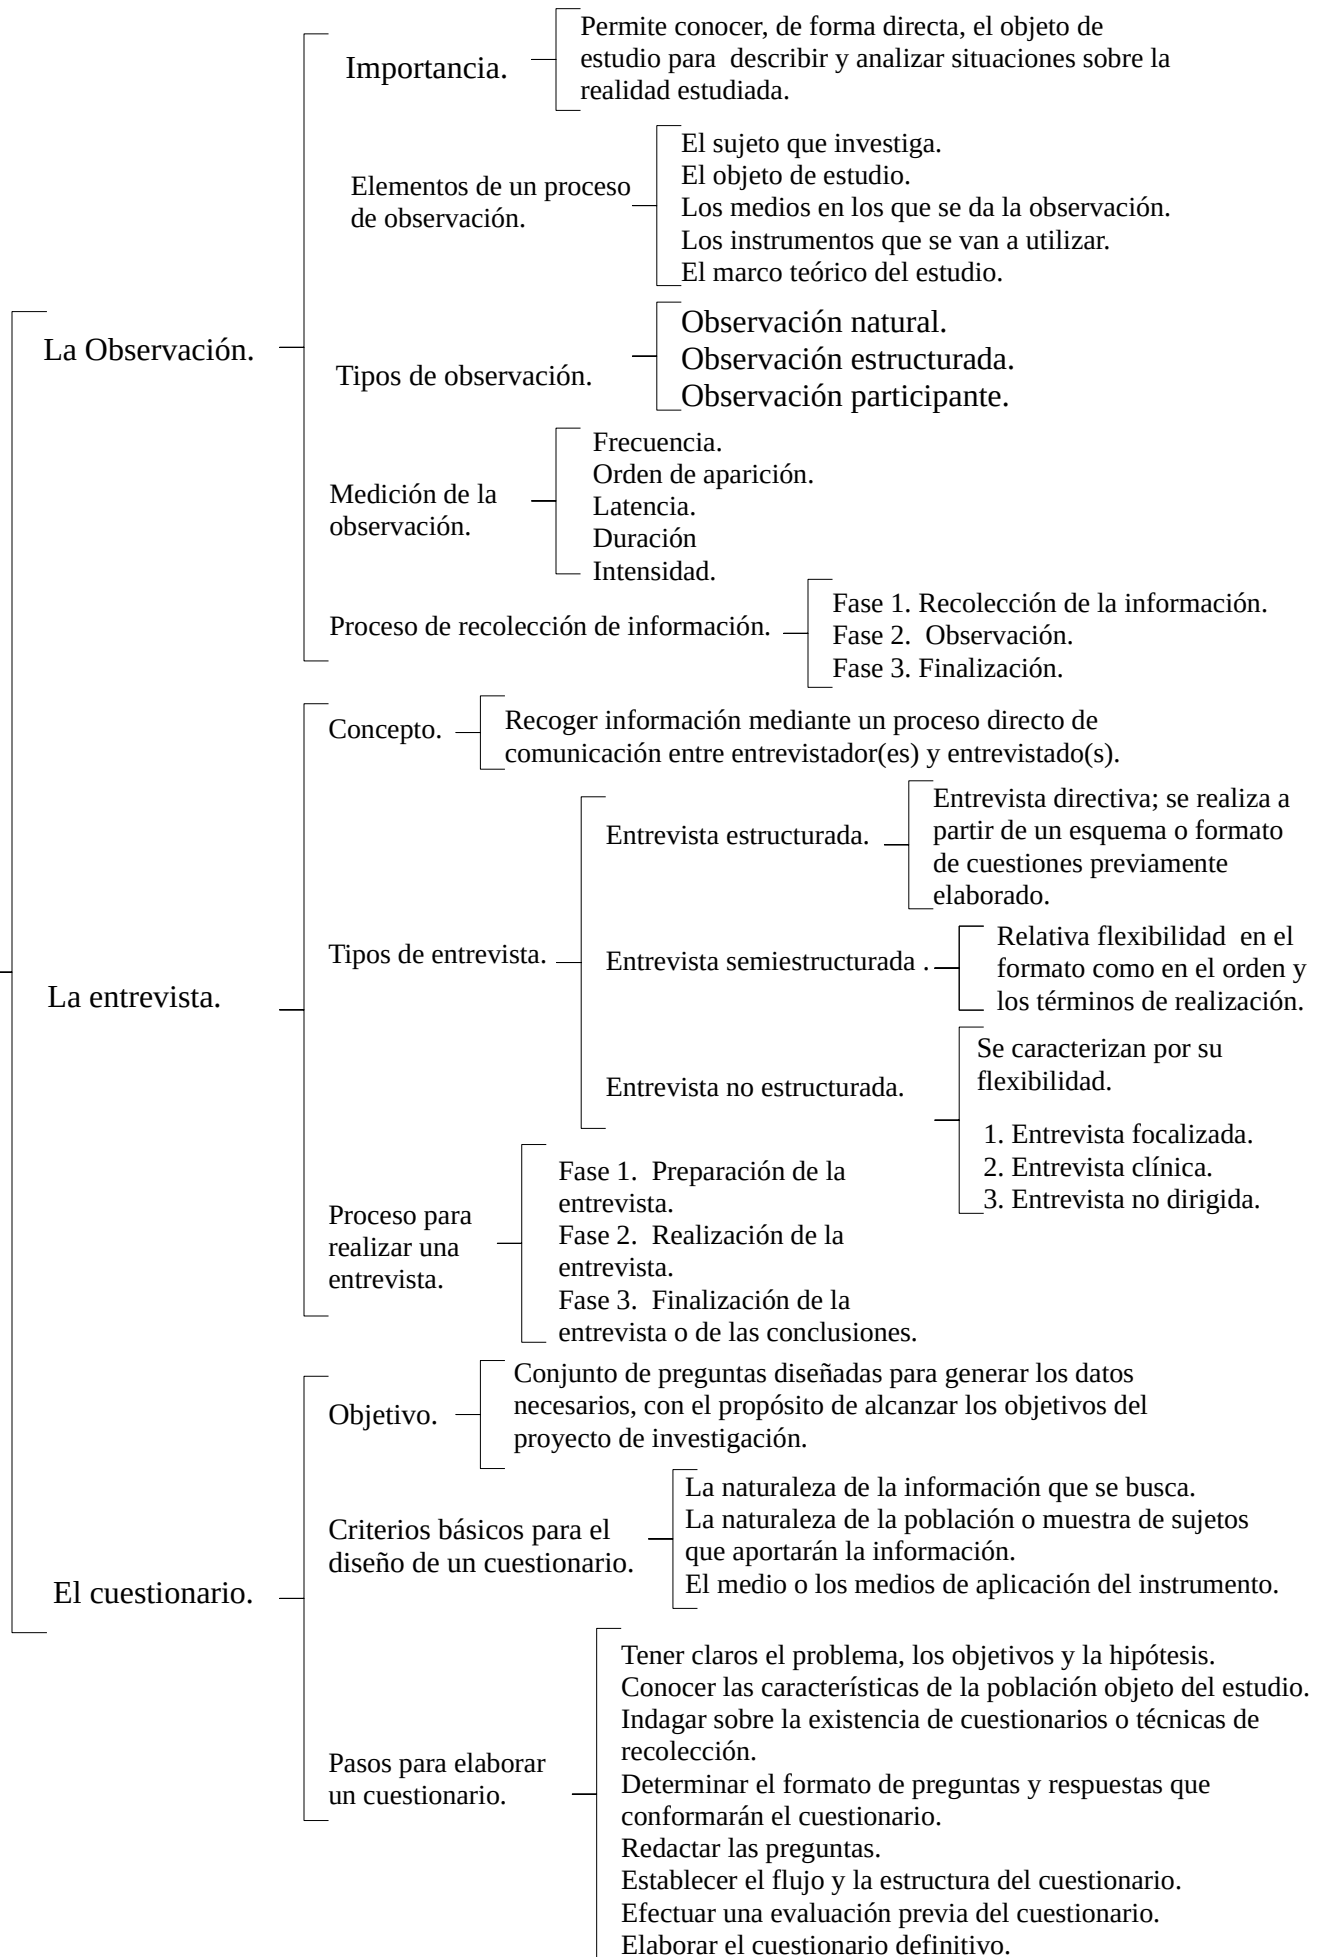 Importancia.
Permite conocer, de forma directa, el objeto de
estudio para  describir y analizar situaciones sobre la
realidad estudiada.
Elementos de un proceso
de observación.
El sujeto que investiga.
El objeto de estudio.
Los medios en los que se da la observación.
Los instrumentos que se van a utilizar.
El marco teórico del estudio.
La Observación.
Tipos de observación.
Observación natural.
Observación estructurada.
Observación participante.
Medición de la
observación.
Frecuencia.
Orden de aparición.
Latencia.
Duración
Intensidad.
Proceso de recolección de información.
Fase 1. Recolección de la información.
Fase 2.  Observación.
Fase 3. Finalización.
Concepto.
Recoger información mediante un proceso directo de
comunicación entre entrevistador(es) y entrevistado(s).
La entrevista.
Tipos de entrevista.
Entrevista estructurada.
Entrevista directiva; se realiza a
partir de un esquema o formato
de cuestiones previamente
elaborado.
Entrevista semiestructurada .
Relativa flexibilidad  en el
formato como en el orden y
los términos de realización.
Entrevista no estructurada.
Se caracterizan por su
flexibilidad.
1. Entrevista focalizada.
2. Entrevista clínica.
3. Entrevista no dirigida.
Proceso para
realizar una
entrevista.
Fase 1.  Preparación de la
entrevista.
Fase 2.  Realización de la
entrevista.
Fase 3.  Finalización de la
entrevista o de las conclusiones.
El cuestionario.
Objetivo.
Conjunto de preguntas diseñadas para generar los datos
necesarios, con el propósito de alcanzar los objetivos del
proyecto de investigación.
Criterios básicos para el
diseño de un cuestionario.
La naturaleza de la información que se busca.
La naturaleza de la población o muestra de sujetos
que aportarán la información.
El medio o los medios de aplicación del instrumento.
Pasos para elaborar
un cuestionario.
Tener claros el problema, los objetivos y la hipótesis.
Conocer las características de la población objeto del estudio.
Indagar sobre la existencia de cuestionarios o técnicas de
recolección.
Determinar el formato de preguntas y respuestas que
conformarán el cuestionario.
Redactar las preguntas.
Establecer el flujo y la estructura del cuestionario.
Efectuar una evaluación previa del cuestionario.
Elaborar el cuestionario definitivo.